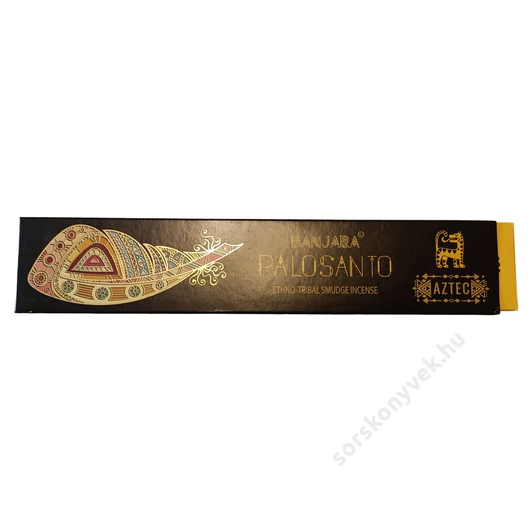 BANJARA©
PALOSANTO
ETHNO-TRIBAL SMUDGE INCENSE
AZTEC
sorskonyvek.hu